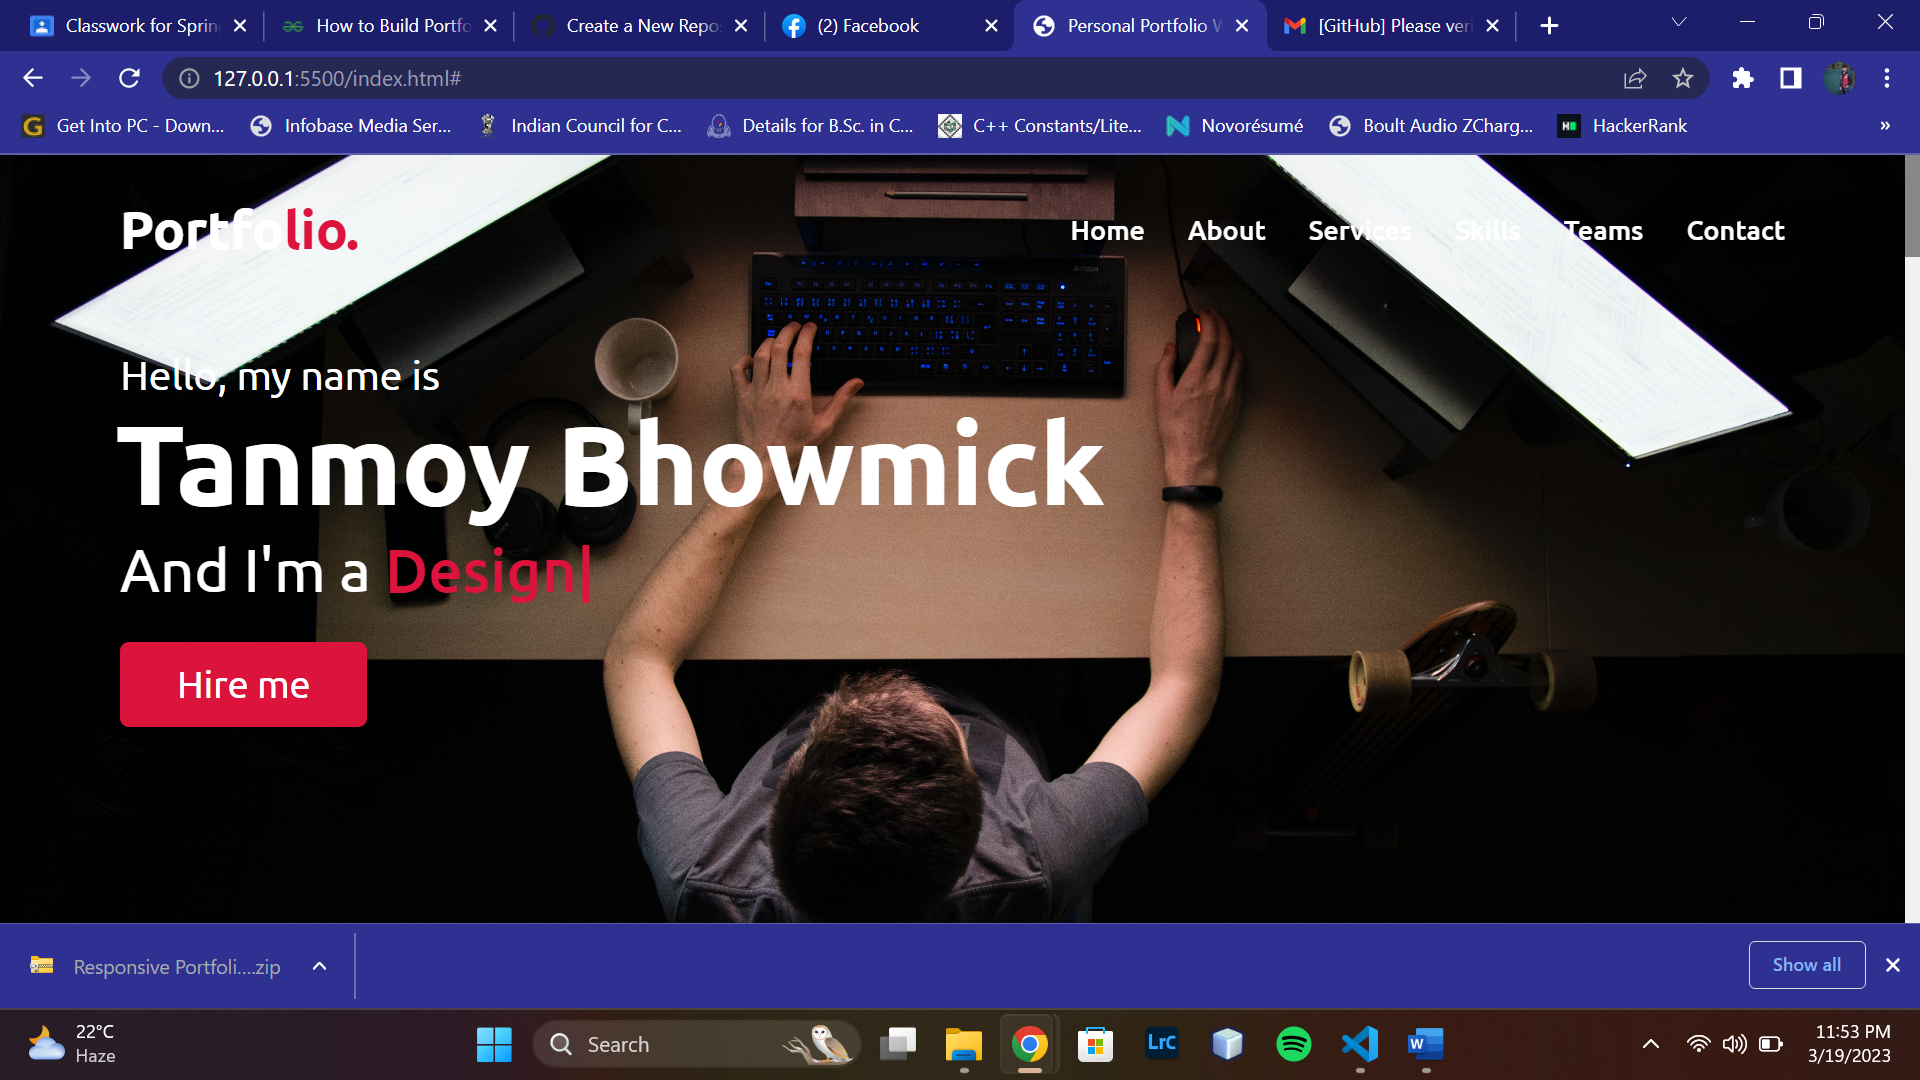 Classwork for Sprin
How to Build Portfo
Create a New Repo
(2) Facebook
Personal Portfolio W
[GitHub] Please veri
127.0.0.1:5500/index.html#
Get Into PC - Down...
Infobase Media Ser...
Indian Council for C...
Details for B.Sc. in C...
C++ Constants/Lite...
Novorésumé
Boult Audio ZCharg...
HackerRank
»
Portfolio.
Home
About
Services
Skills
Teams
Contact
Hello, my name is
Tanmoy Bhowmick
And I'm a Design|
Hire me
Responsive Portfoli....zip
Show all
22°C
Haze
Search
LrC
W
11:53 PM
3/19/2023